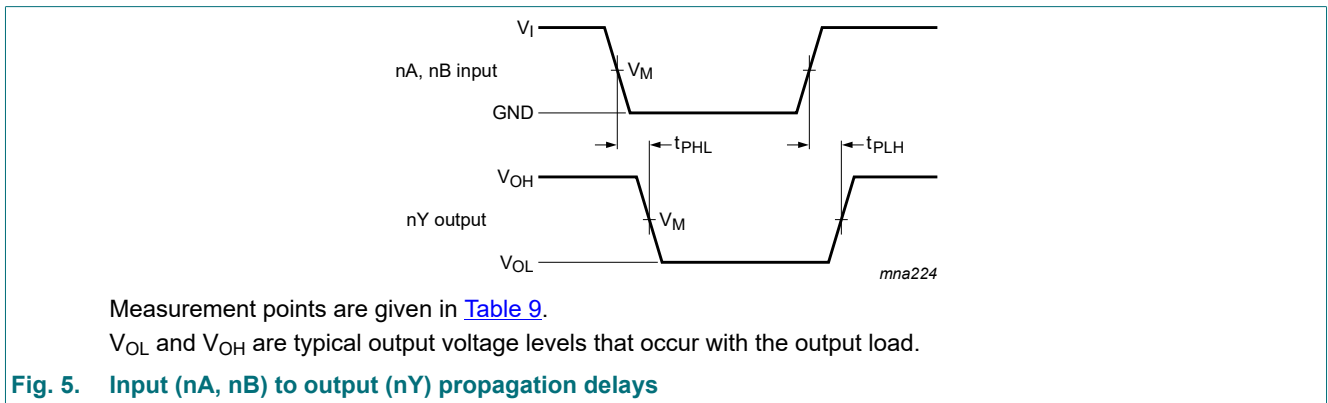 VI
nA, nB input
VM
GND
tPHL
tPLH
VOH
nY output
VM
VOL
mna224
Measurement points are given in Table 9.
VOL and VOH are typical output voltage levels that occur with the output load.
Fig. 5. Input (nA, nB) to output (nY) propagation delays